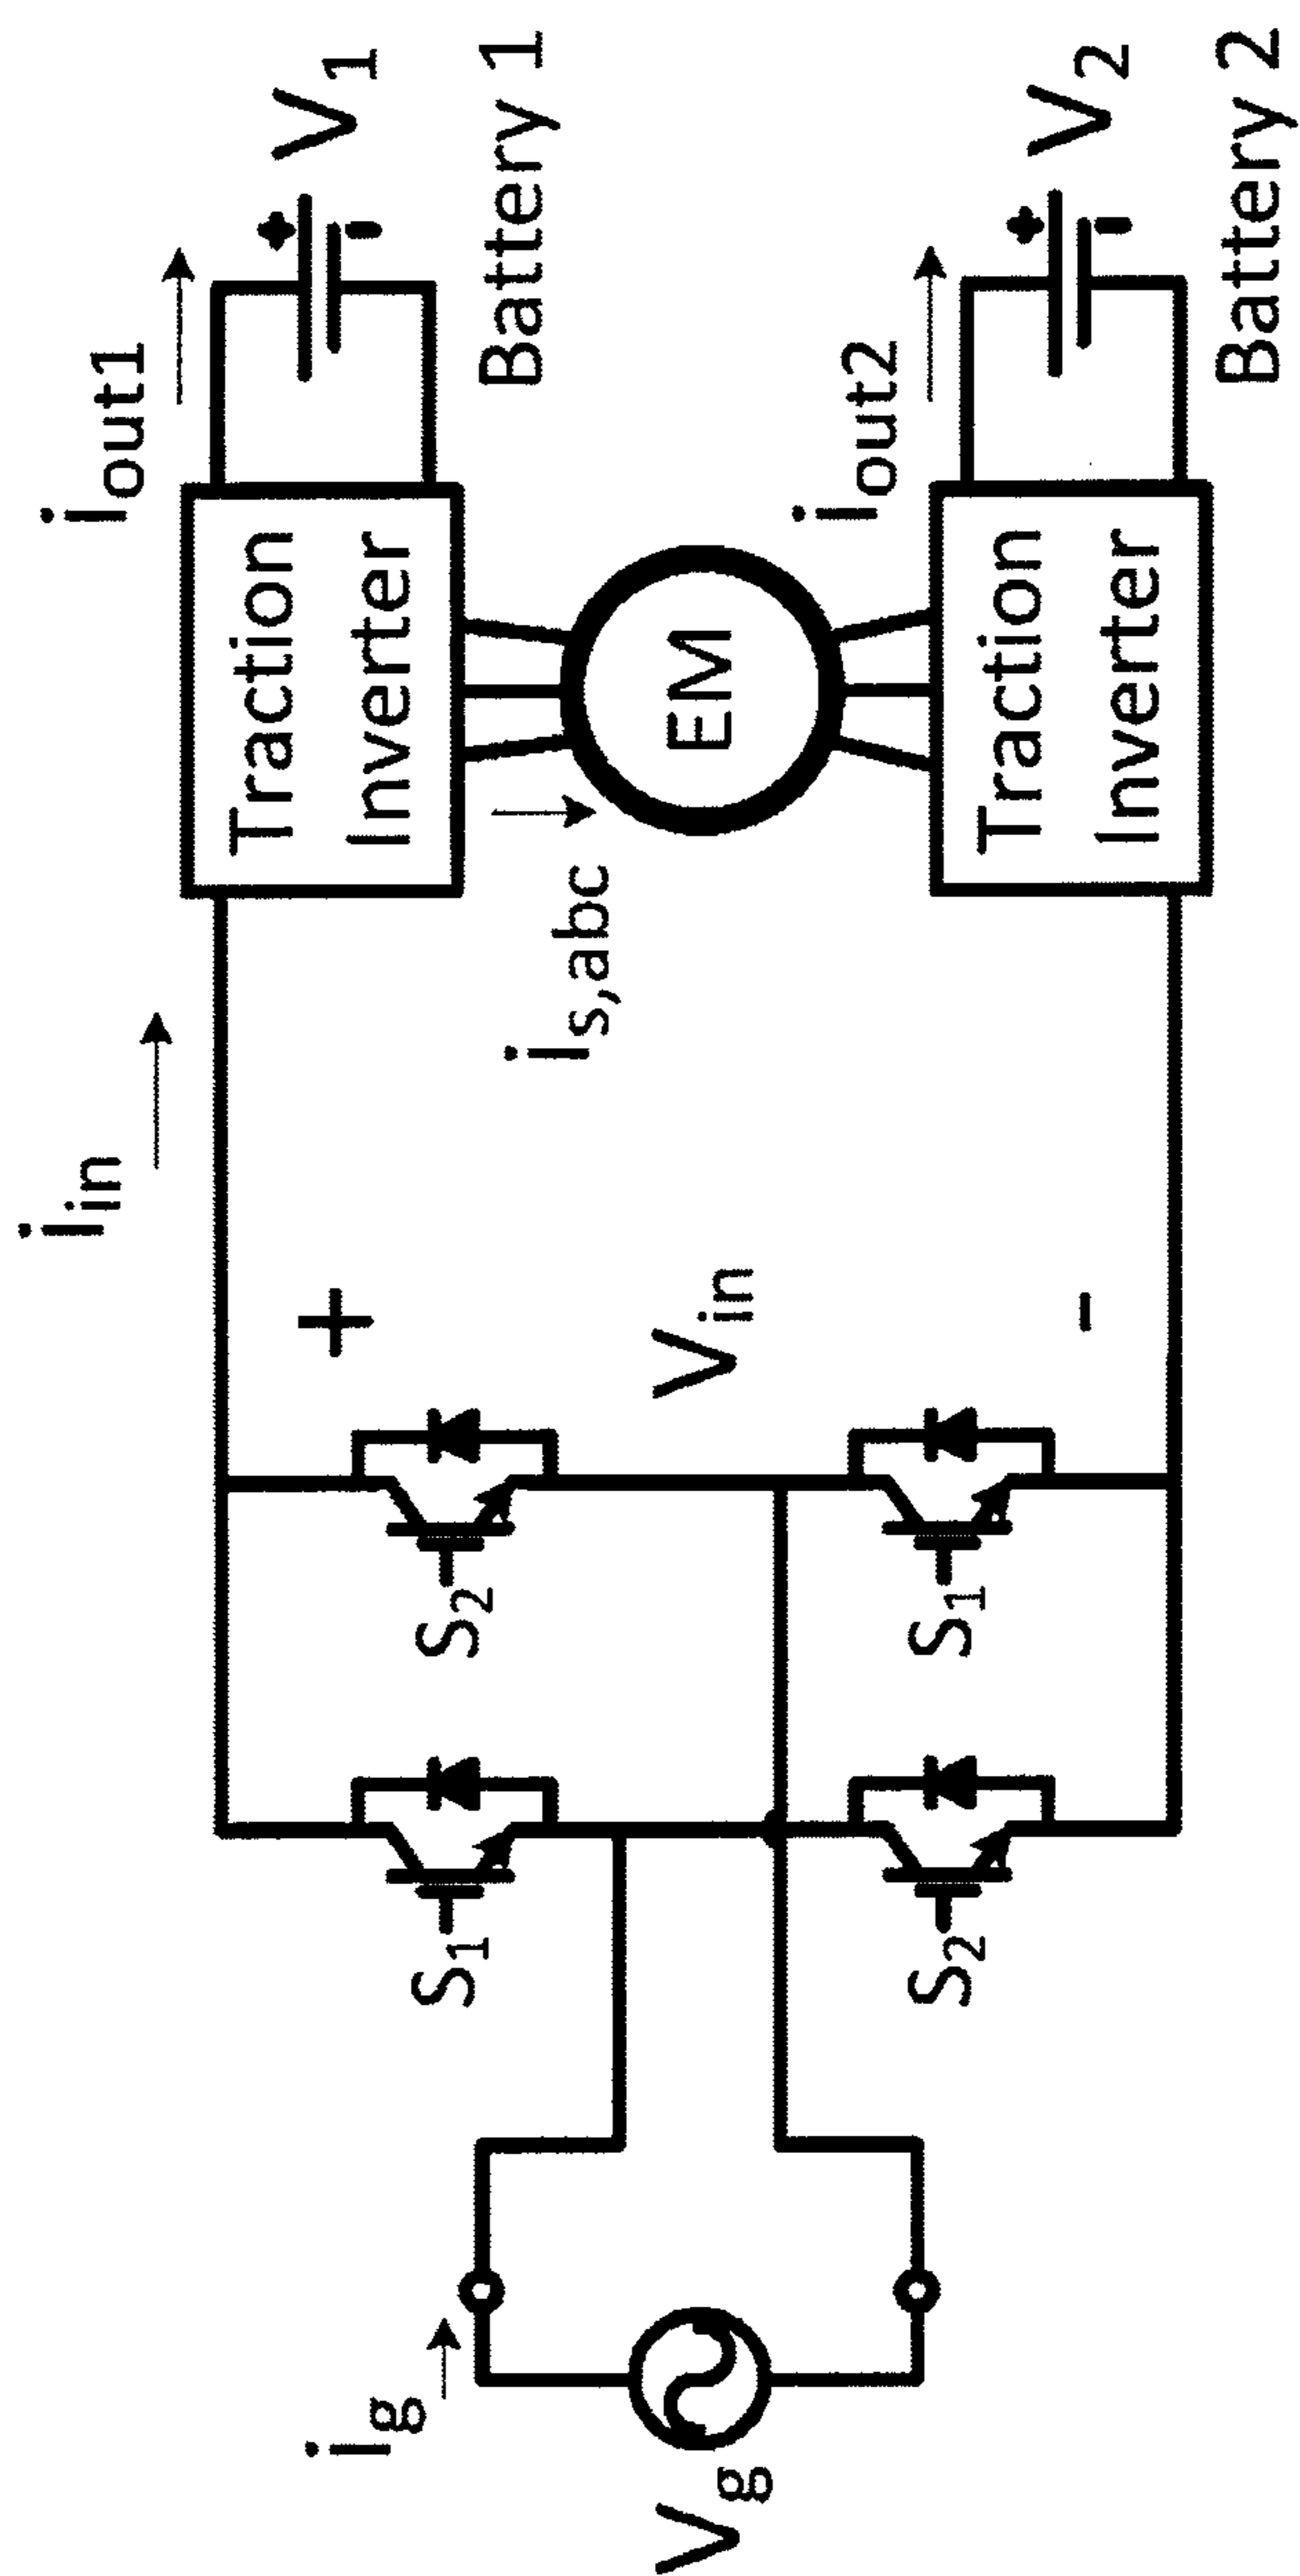 Vg
ig
S1
S2
S2
S1
+
Vin
-
iin
is,abc
Traction
Inverter
EM
Traction
Inverter
iout1
iout2
+
-
V1
Battery 1
+
-
V2
Battery 2